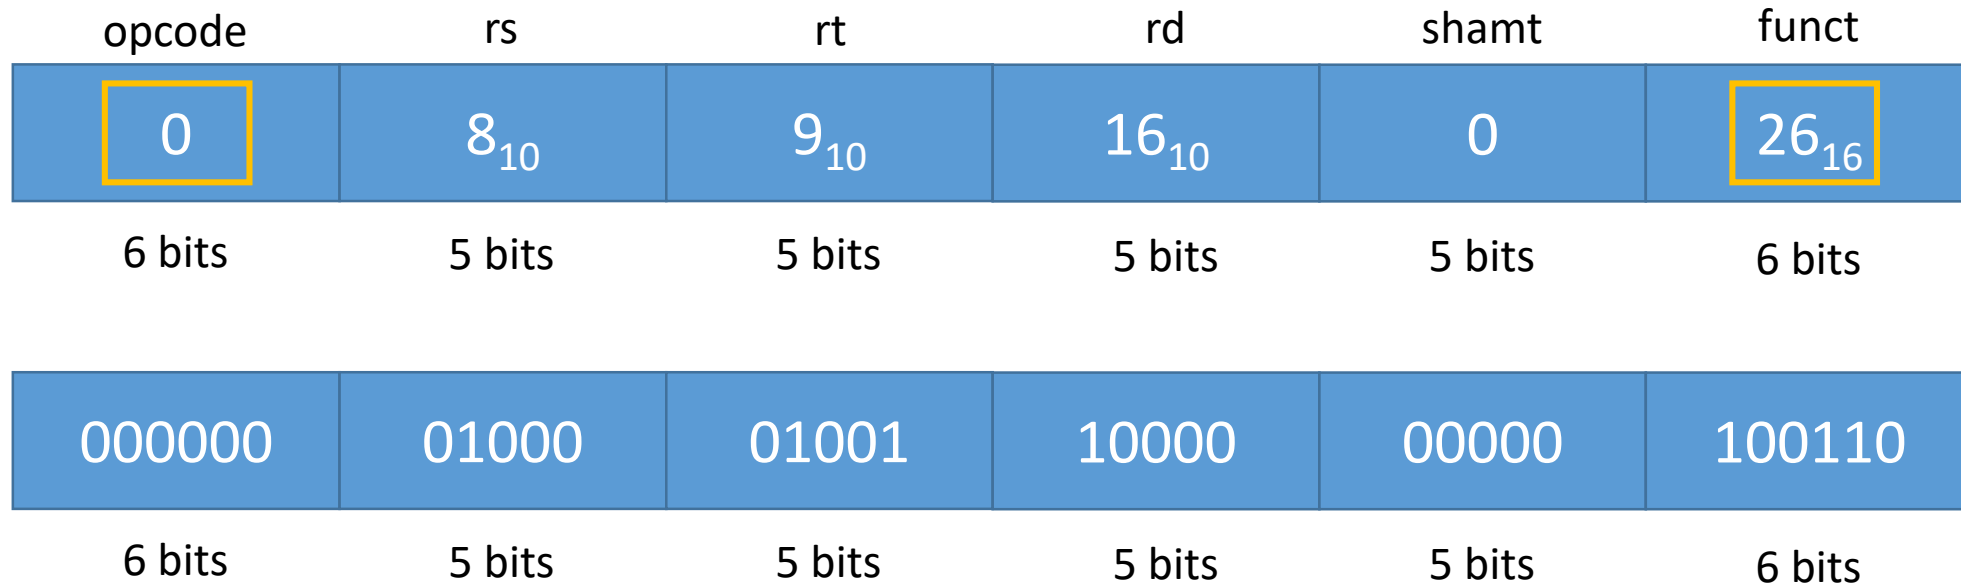 opcode rs rt rd shamt funct
0 8₁₀ 9₁₀ 16₁₀ 0 26₁₆
6 bits 5 bits 5 bits 5 bits 5 bits 6 bits
000000 01000 01001 10000 00000 100110
6 bits 5 bits 5 bits 5 bits 5 bits 6 bits